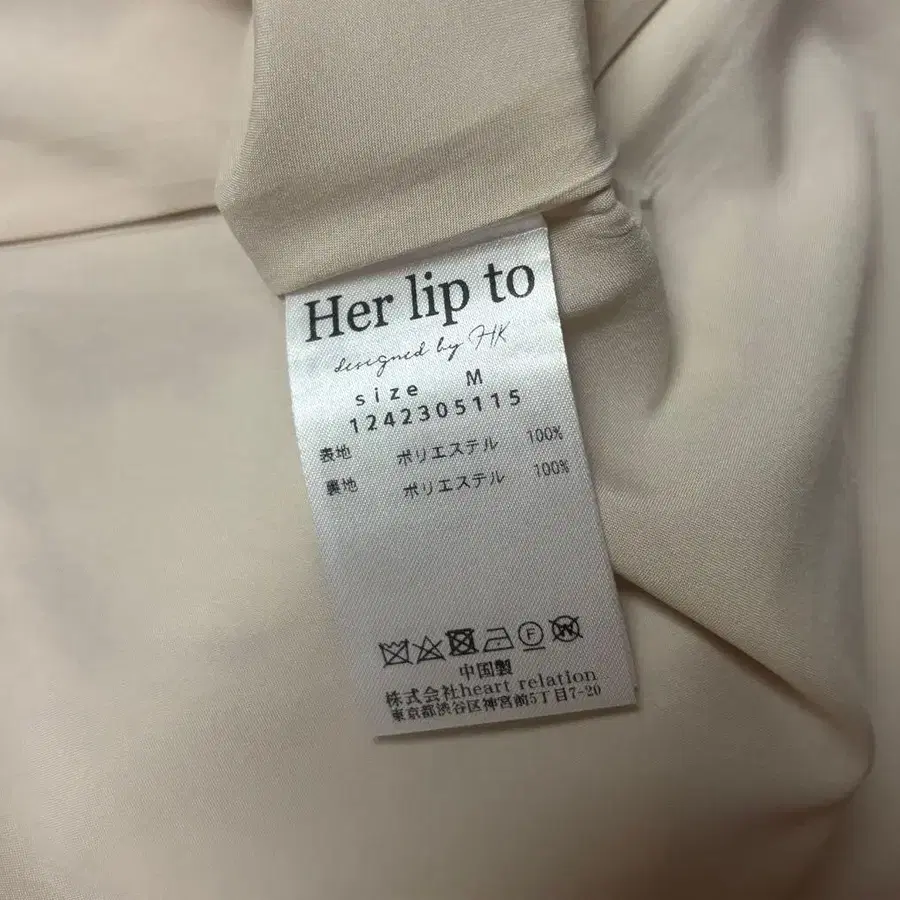 Her lip to
designed by HK
size M
1242305115
表地 ポリエステル 100%
裏地 ポリエステル 100%
中国製
株式会社heart relation
東京都渋谷区神宮前5丁目7-20